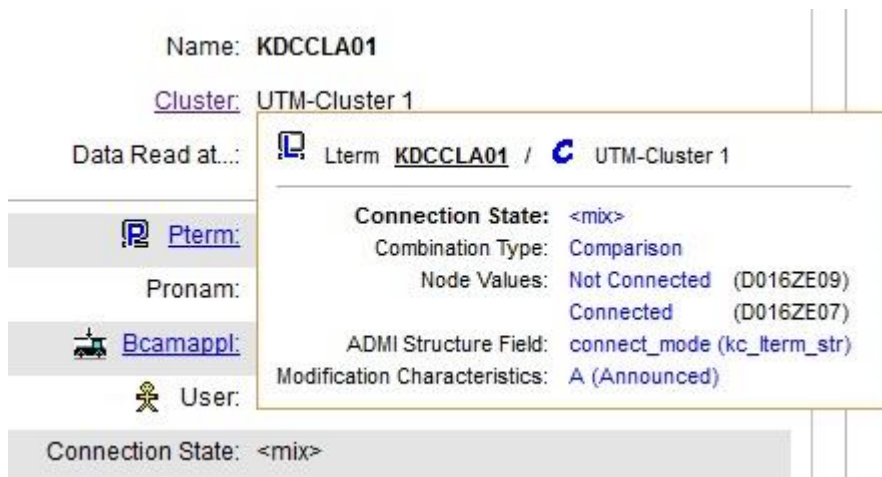 Name: KDCCLA01
Cluster: UTM-Cluster 1
Data Read at...:
Lterm KDCCLA01 / C UTM-Cluster 1
Connection State: <mix>
Combination Type: Comparison
Node Values: Not Connected (D016ZE09)
Connected (D016ZE07)
ADMI Structure Field: connect_mode (kc_lterm_str)
Modification Characteristics: A (Announced)
Pterm:
Pronam:
Bcamappl:
User:
Connection State: <mix>